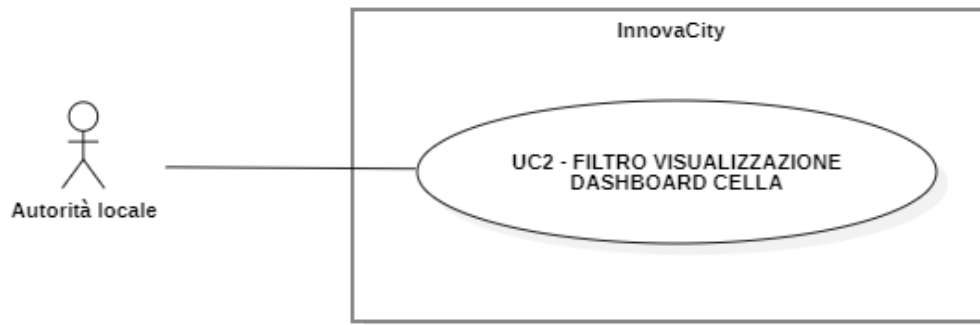 InnovaCity
UC2 - FILTRO VISUALIZZAZIONE
DASHBOARD CELLA
Autorità locale